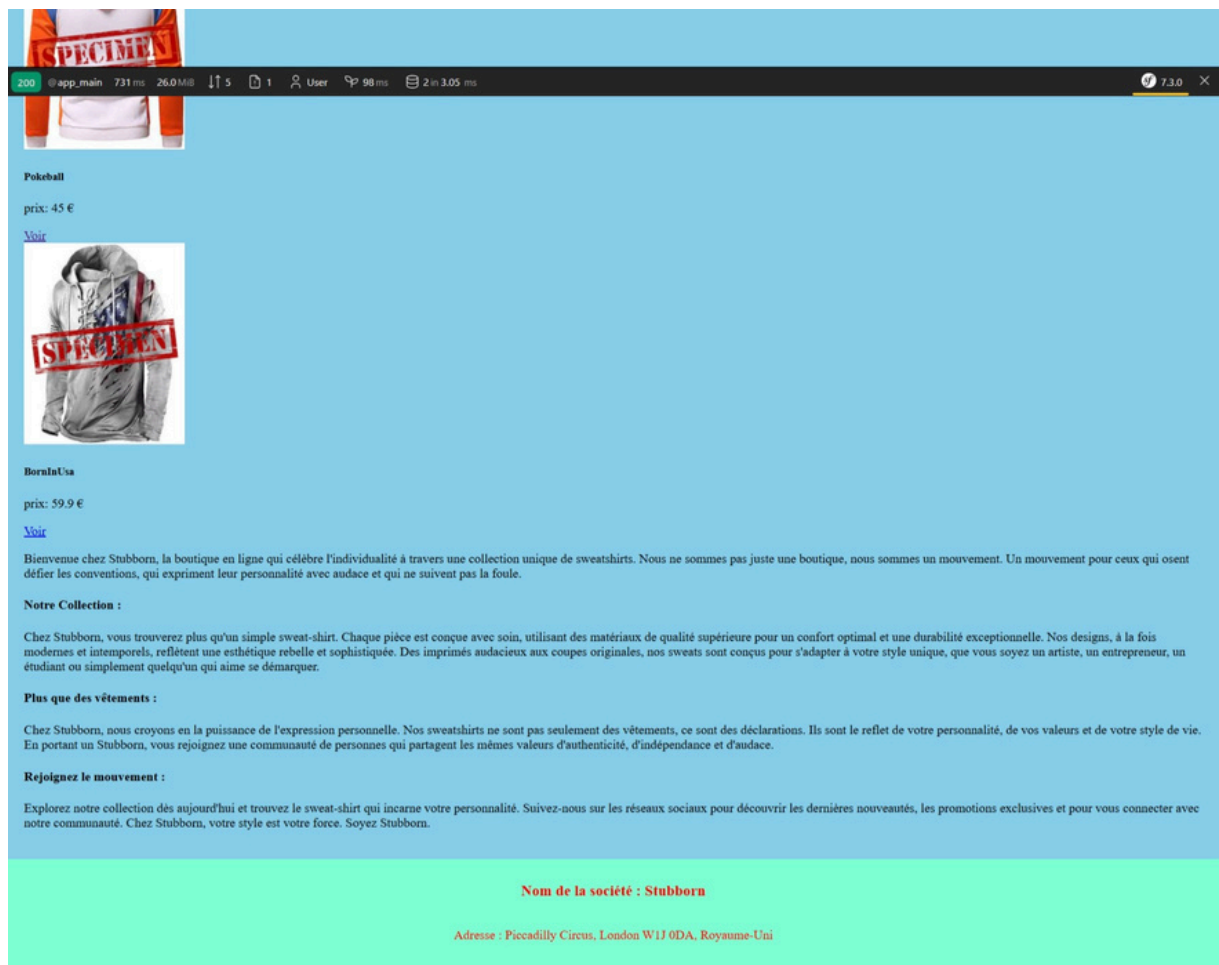 SPECIMEN
200 @app_main 731 ms 26.0 MiB 5 1 User 98 ms 2 in 3.05 ms 7.3.0
Pokeball
prix: 45 €
Voir
SPECIMEN
BornInUsa
prix: 59.9 €
Voir
Bienvenue chez Stubborn, la boutique en ligne qui célèbre l'individualité à travers une collection unique de sweatshirts. Nous ne sommes pas juste une boutique, nous sommes un mouvement. Un mouvement pour ceux qui osent
défier les conventions, qui expriment leur personnalité avec audace et qui ne suivent pas la foule.
Notre Collection :
Chez Stubborn, vous trouverez plus qu'un simple sweat-shirt. Chaque pièce est conçue avec soin, utilisant des matériaux de qualité supérieure pour un confort optimal et une durabilité exceptionnelle. Nos designs, à la fois
modernes et intemporels, reflètent une esthétique rebelle et sophistiquée. Des imprimés audacieux aux coupes originales, nos sweats sont conçus pour s'adapter à votre style unique, que vous soyez un artiste, un entrepreneur, un
étudiant ou simplement quelqu'un qui aime se démarquer.
Plus que des vêtements :
Chez Stubborn, nous croyons en la puissance de l'expression personnelle. Nos sweatshirts ne sont pas seulement des vêtements, ce sont des déclarations. Ils sont le reflet de votre personnalité, de vos valeurs et de votre style de vie.
En portant un Stubborn, vous rejoignez une communauté de personnes qui partagent les mêmes valeurs d'authenticité, d'indépendance et d'audace.
Rejoignez le mouvement :
Explorez notre collection dès aujourd'hui et trouvez le sweat-shirt qui incarne votre personnalité. Suivez-nous sur les réseaux sociaux pour découvrir les dernières nouveautés, les promotions exclusives et pour vous connecter avec
notre communauté. Chez Stubborn, votre style est votre force. Soyez Stubborn.
Nom de la société : Stubborn
Adresse : Piccadilly Circus, London W1J 0DA, Royaume-Uni